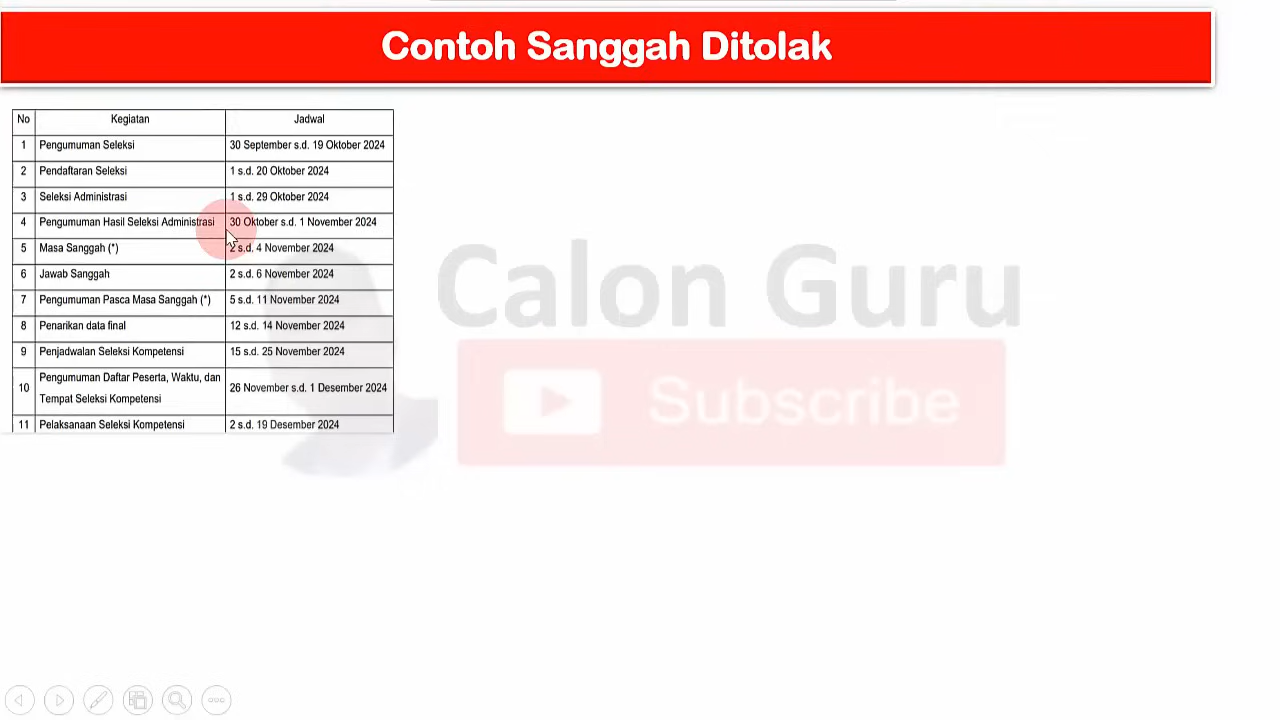 Contoh Sanggah Ditolak
No Kegiatan Jadwal
1 Pengumuman Seleksi 30 September s.d. 19 Oktober 2024
2 Pendaftaran Seleksi 1 s.d. 20 Oktober 2024
3 Seleksi Administrasi 1 s.d. 29 Oktober 2024
4 Pengumuman Hasil Seleksi Administrasi 30 Oktober s.d. 1 November 2024
5 Masa Sanggah (*) 2 s.d. 4 November 2024
6 Jawab Sanggah 2 s.d. 6 November 2024
7 Pengumuman Pasca Masa Sanggah (*) 5 s.d. 11 November 2024
8 Penarikan data final 12 s.d. 14 November 2024
9 Penjadwalan Seleksi Kompetensi 15 s.d. 25 November 2024
10 Pengumuman Daftar Peserta, Waktu, dan
Tempat Seleksi Kompetensi 26 November s.d. 1 Desember 2024
11 Pelaksanaan Seleksi Kompetensi 2 s.d. 19 Desember 2024
Calon Guru
Subscribe